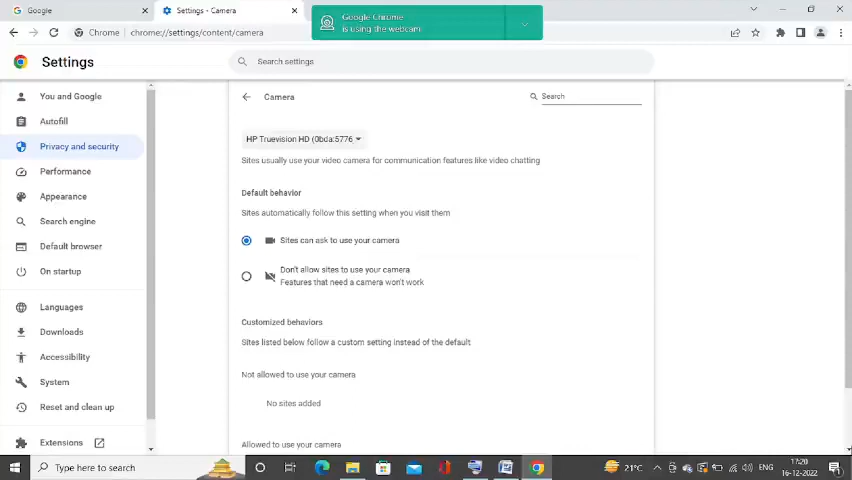 Google
Settings - Camera
Google Chrome
is using the webcam
Chrome
chrome://settings/content/camera
Settings
Search settings
You and Google
Autofill
Privacy and security
Performance
Appearance
Search engine
Default browser
On startup
Languages
Downloads
Accessibility
System
Reset and clean up
Extensions
Camera
Search
HP Truevision HD (0bda:5776
Sites usually use your video camera for communication features like video chatting
Default behavior
Sites automatically follow this setting when you visit them
Sites can ask to use your camera
Don't allow sites to use your camera
Features that need a camera won't work
Customized behaviors
Sites listed below follow a custom setting instead of the default
Not allowed to use your camera
No sites added
Allowed to use your camera
Type here to search
21°C
ENG
17:20
16-12-2022